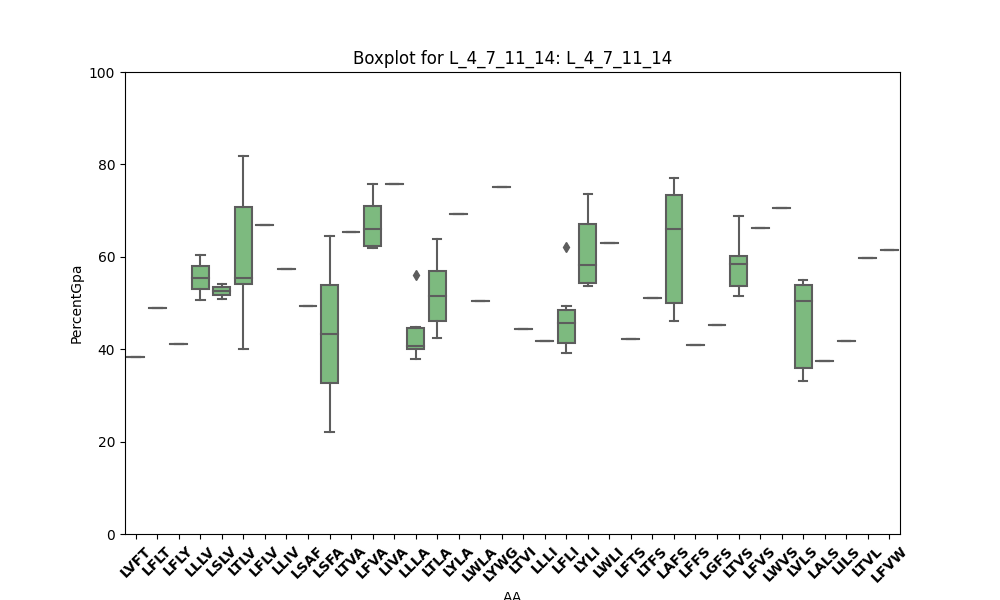 Boxplot for L_4_7_11_14: L_4_7_11_14
100
80
60
40
20
0
PercentGpa
LVFT LFLT LFLY LLLV LSLV LTLV LFLV LLIV LSAF LSFA LTVA LFVA LIVA LLLA LTLA LYLA LWLA LYWG LTVI LLLI LFLI LYLI LWLI LFTS LTFS LAFS LFFS LGFS LTVS LFVS LWVS LVLS LALS LILS LTVL LFVW
AA